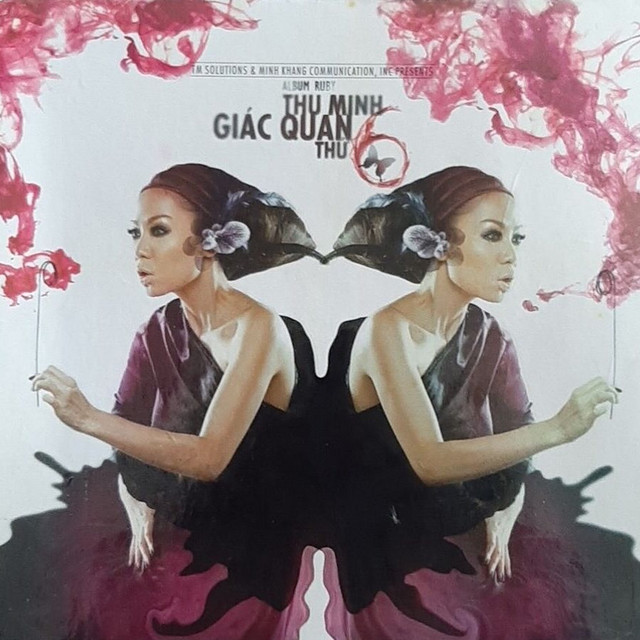 TM SOLUTIONS & MINH KHANG COMMUNICATION, INC PRESENTS
ALBUM RUBY
THU MINH
GIÁC QUAN
THỨ 6